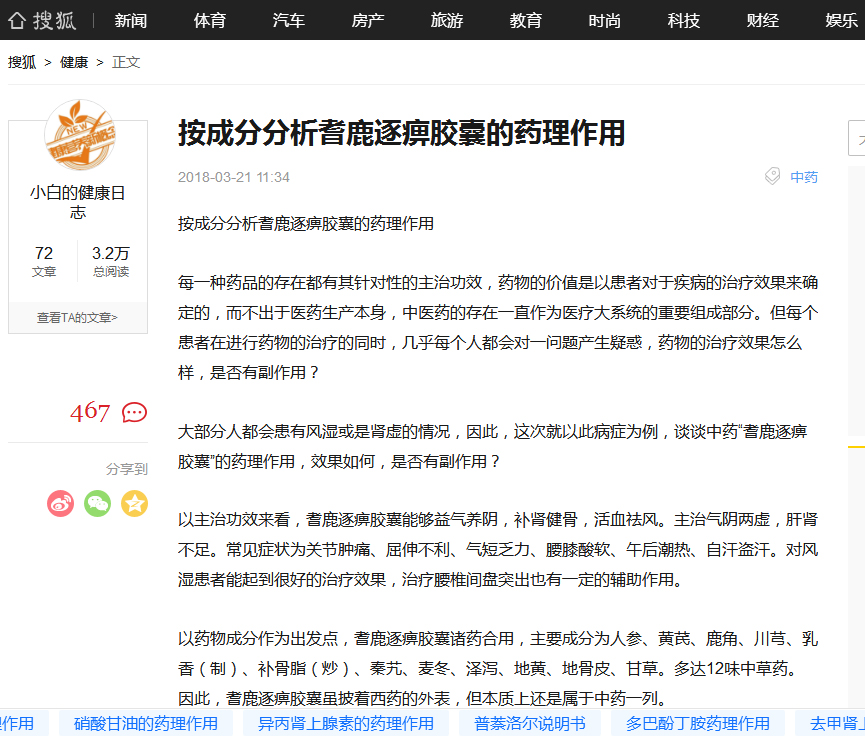 搜狐 新闻 体育 汽车 房产 旅游 教育 时尚 科技 财经 娱乐
搜狐 > 健康 > 正文
按成分分析耆鹿逐痹胶囊的药理作用
2018-03-21 11:34
中药
NEW
小白的健康日
志
72
文章
3.2万
总阅读
查看TA的文章>
467
分享到
按成分分析耆鹿逐痹胶囊的药理作用
每一种药品的存在都有其针对性的主治功效，药物的价值是以患者对于疾病的治疗效果来确
定的，而不出于医药生产本身，中医药的存在一直作为医疗大系统的重要组成部分。但每个
患者在进行药物的治疗的同时，几乎每个人都会对一问题产生疑惑，药物的治疗效果怎么
样，是否有副作用？
大部分人都会患有风湿或是肾虚的情况，因此，这次就以此病症为例，谈谈中药“耆鹿逐痹
胶囊”的药理作用，效果如何，是否有副作用？
以主治功效来看，耆鹿逐痹胶囊能够益气养阴，补肾健骨，活血祛风。主治气阴两虚，肝肾
不足。常见症状为关节肿痛、屈伸不利、气短乏力、腰膝酸软、午后潮热、自汗盗汗。对风
湿患者能起到很好的治疗效果，治疗腰椎间盘突出也有一定的辅助作用。
以药物成分作为出发点，耆鹿逐痹胶囊诸药合用，主要成分为人参、黄芪、鹿角、川芎、乳
香（制）、补骨脂（炒）、秦艽、麦冬、泽泻、地黄、地骨皮、甘草。多达12味中草药。
因此，耆鹿逐痹胶囊虽披着西药的外表，但本质上还是属于中药一列。
作用 硝酸甘油的药理作用 异丙肾上腺素的药理作用 普萘洛尔说明书 多巴酚丁胺药理作用 去甲肾上